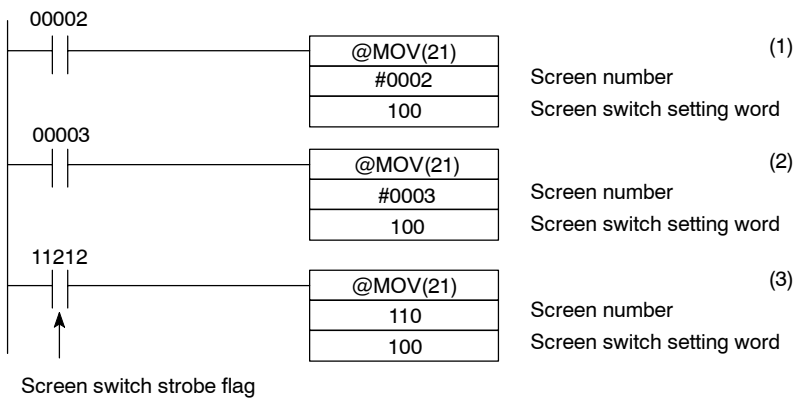 00002
@MOV(21) (1)
#0002 Screen number
100 Screen switch setting word
00003
@MOV(21) (2)
#0003 Screen number
100 Screen switch setting word
11212
@MOV(21) (3)
110 Screen number
100 Screen switch setting word
Screen switch strobe flag